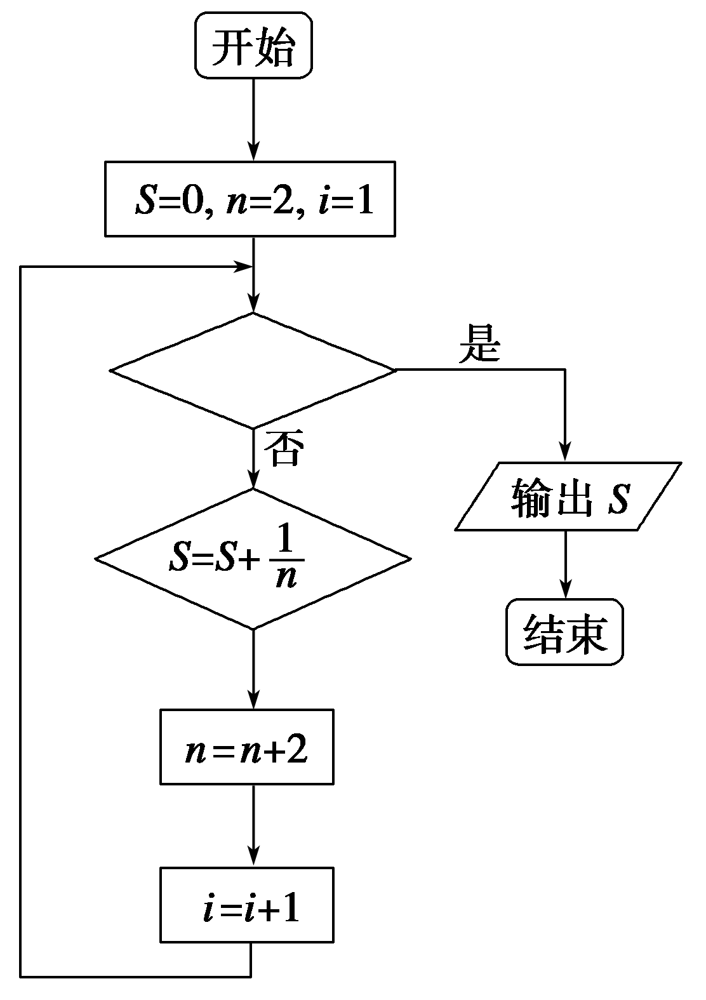 开始
S=0, n=2, i=1
是
否
输出 S
S=S+1/n
结束
n=n+2
i=i+1